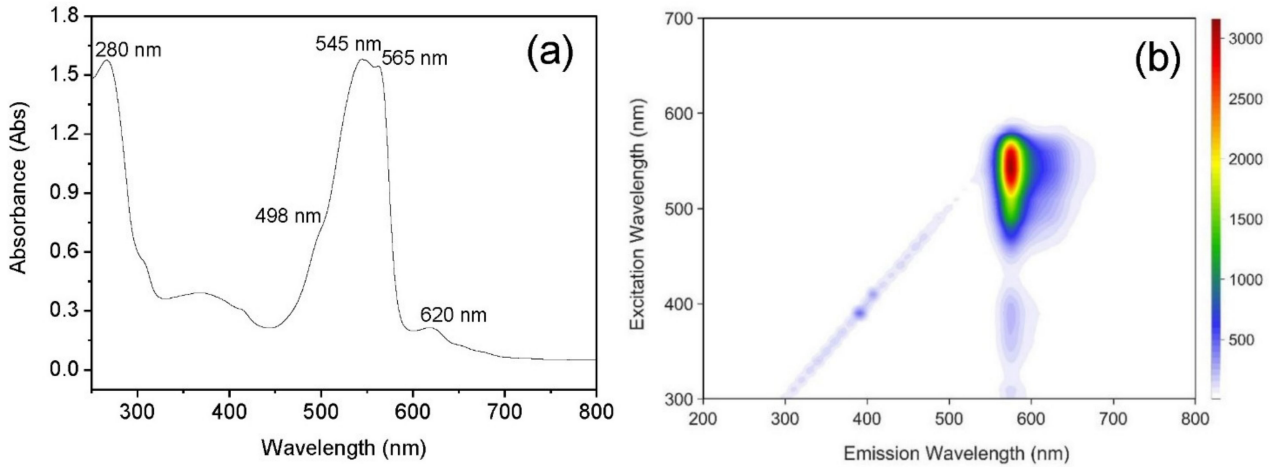 (a)
1.8
1.5
1.2
0.9
0.6
0.3
0.0
Absorbance (Abs)
280 nm
498 nm
545 nm
565 nm
620 nm
300 400 500 600 700 800
Wavelength (nm)
(b)
700
600
500
400
300
Excitation Wavelength (nm)
200 300 400 500 600 700 800
Emission Wavelength (nm)
3000
2500
2000
1500
1000
500